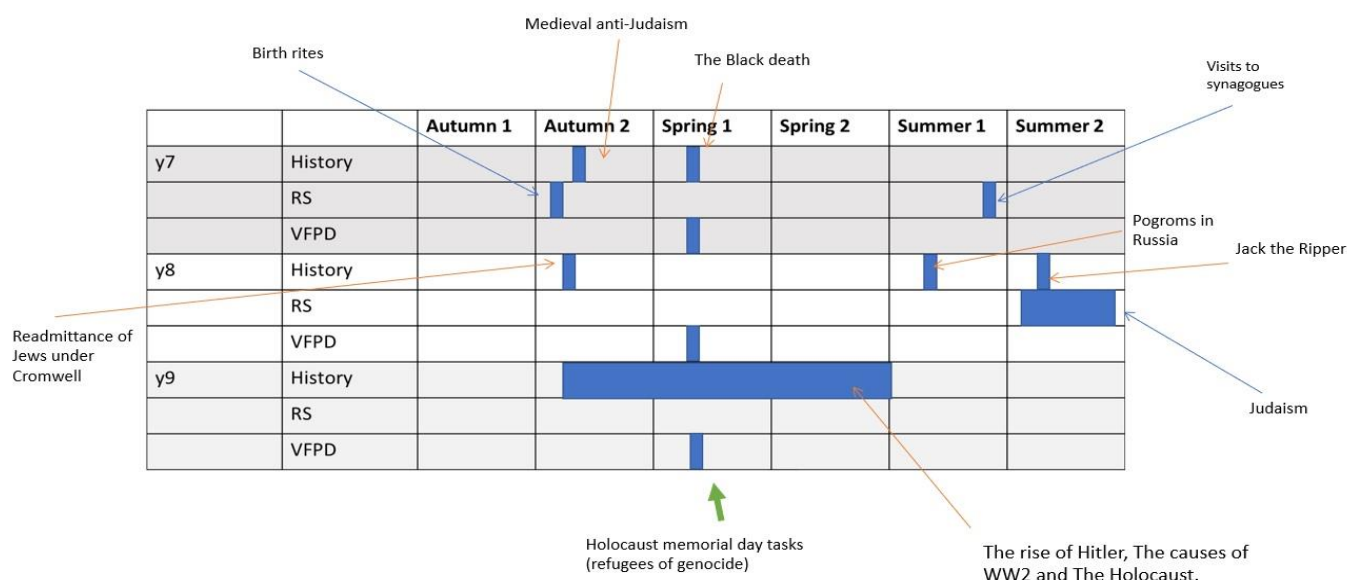 Medieval anti-Judaism
Birth rites
The Black death
Visits to
synagogues
Autumn 1 Autumn 2 Spring 1 Spring 2 Summer 1 Summer 2
y7 History
RS
VFPD
Pogroms in
Russia
y8 History
Jack the Ripper
RS
Readmittance of
Jews under
Cromwell
VFPD
y9 History
Judaism
RS
VFPD
Holocaust memorial day tasks
(refugees of genocide)
The rise of Hitler, The causes of
WW2 and The Holocaust.